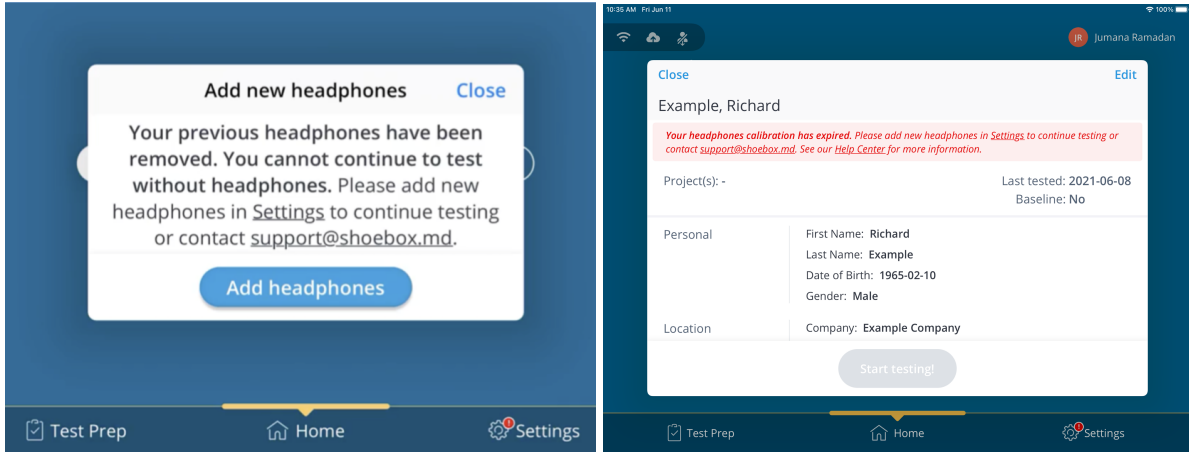 Add new headphones
Close
Your previous headphones have been
removed. You cannot continue to test
without headphones. Please add new
headphones in Settings to continue testing
or contact support@shoebox.md.
Add headphones
Test Prep
Home
Settings
10:35 AM Fri Jun 11
100%
JR
Jumana Ramadan
Close
Edit
Example, Richard
Your headphones calibration has expired. Please add new headphones in Settings to continue testing or
contact support@shoebox.md. See our Help Center for more information.
Project(s): -
Last tested: 2021-06-08
Baseline: No
Personal
First Name: Richard
Last Name: Example
Date of Birth: 1965-02-10
Gender: Male
Location
Company: Example Company
Start testing!
Test Prep
Home
Settings